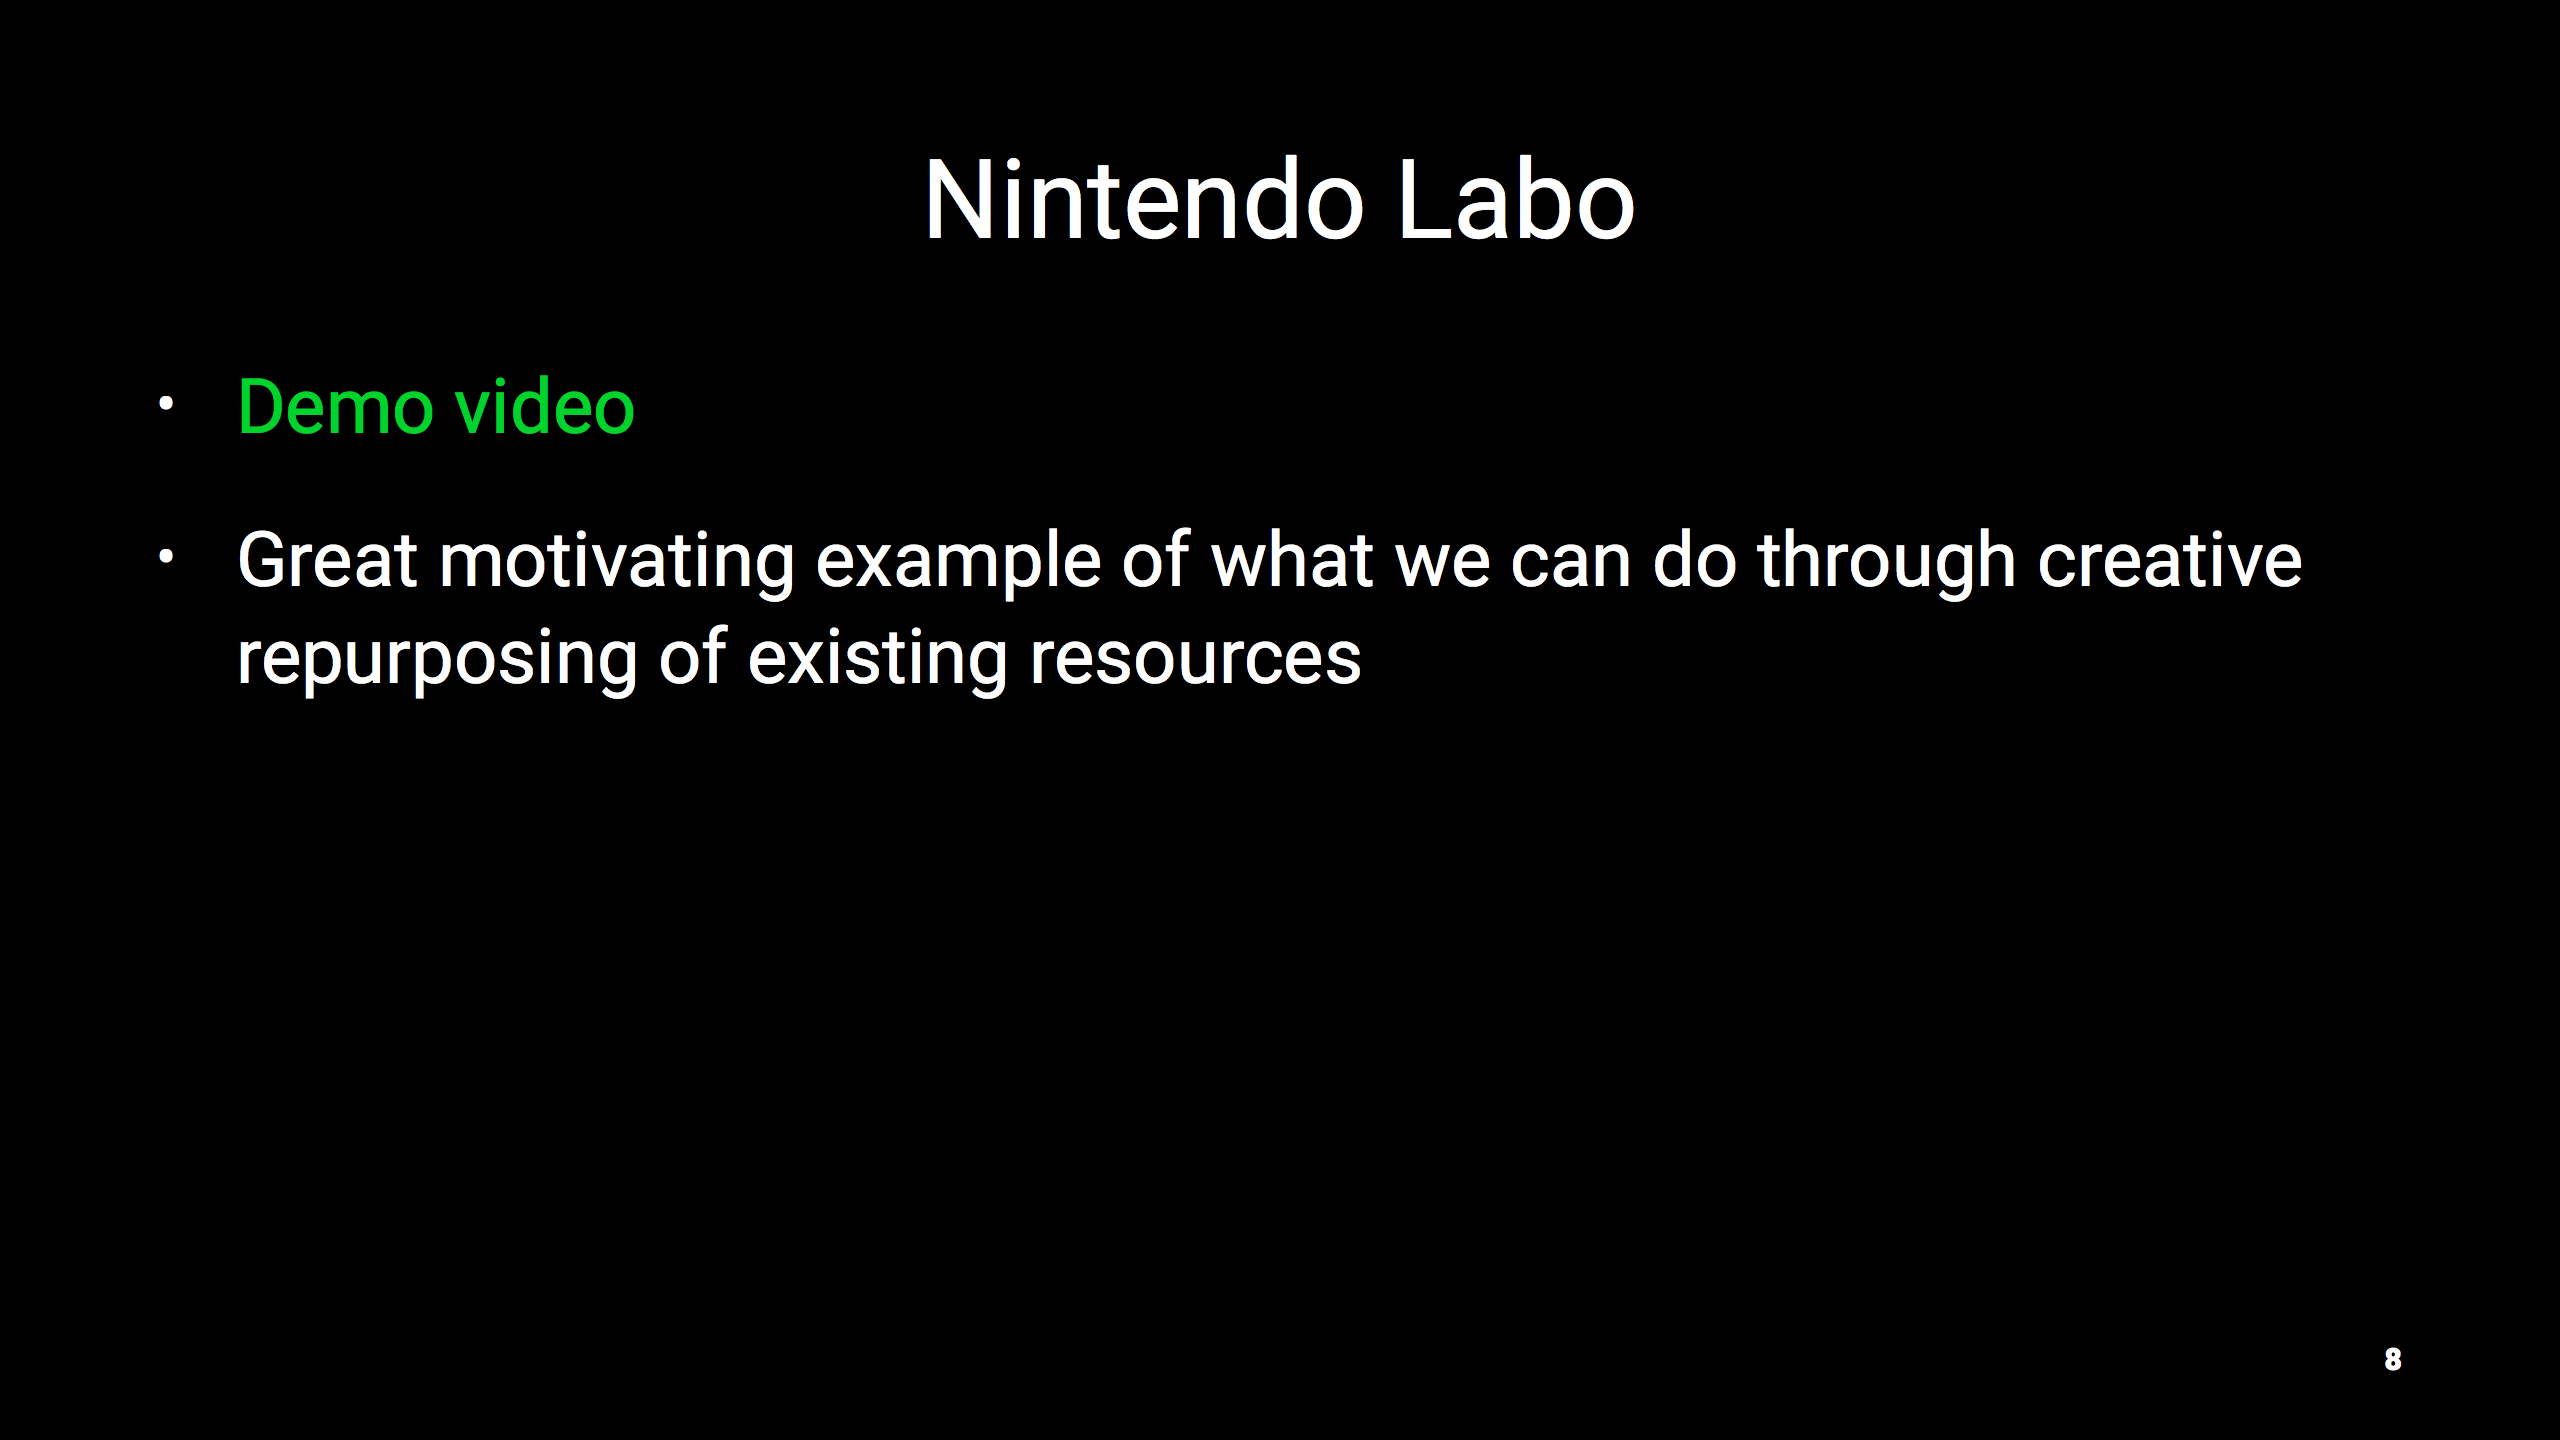 Nintendo Labo
• Demo video
• Great motivating example of what we can do through creative
repurposing of existing resources
8